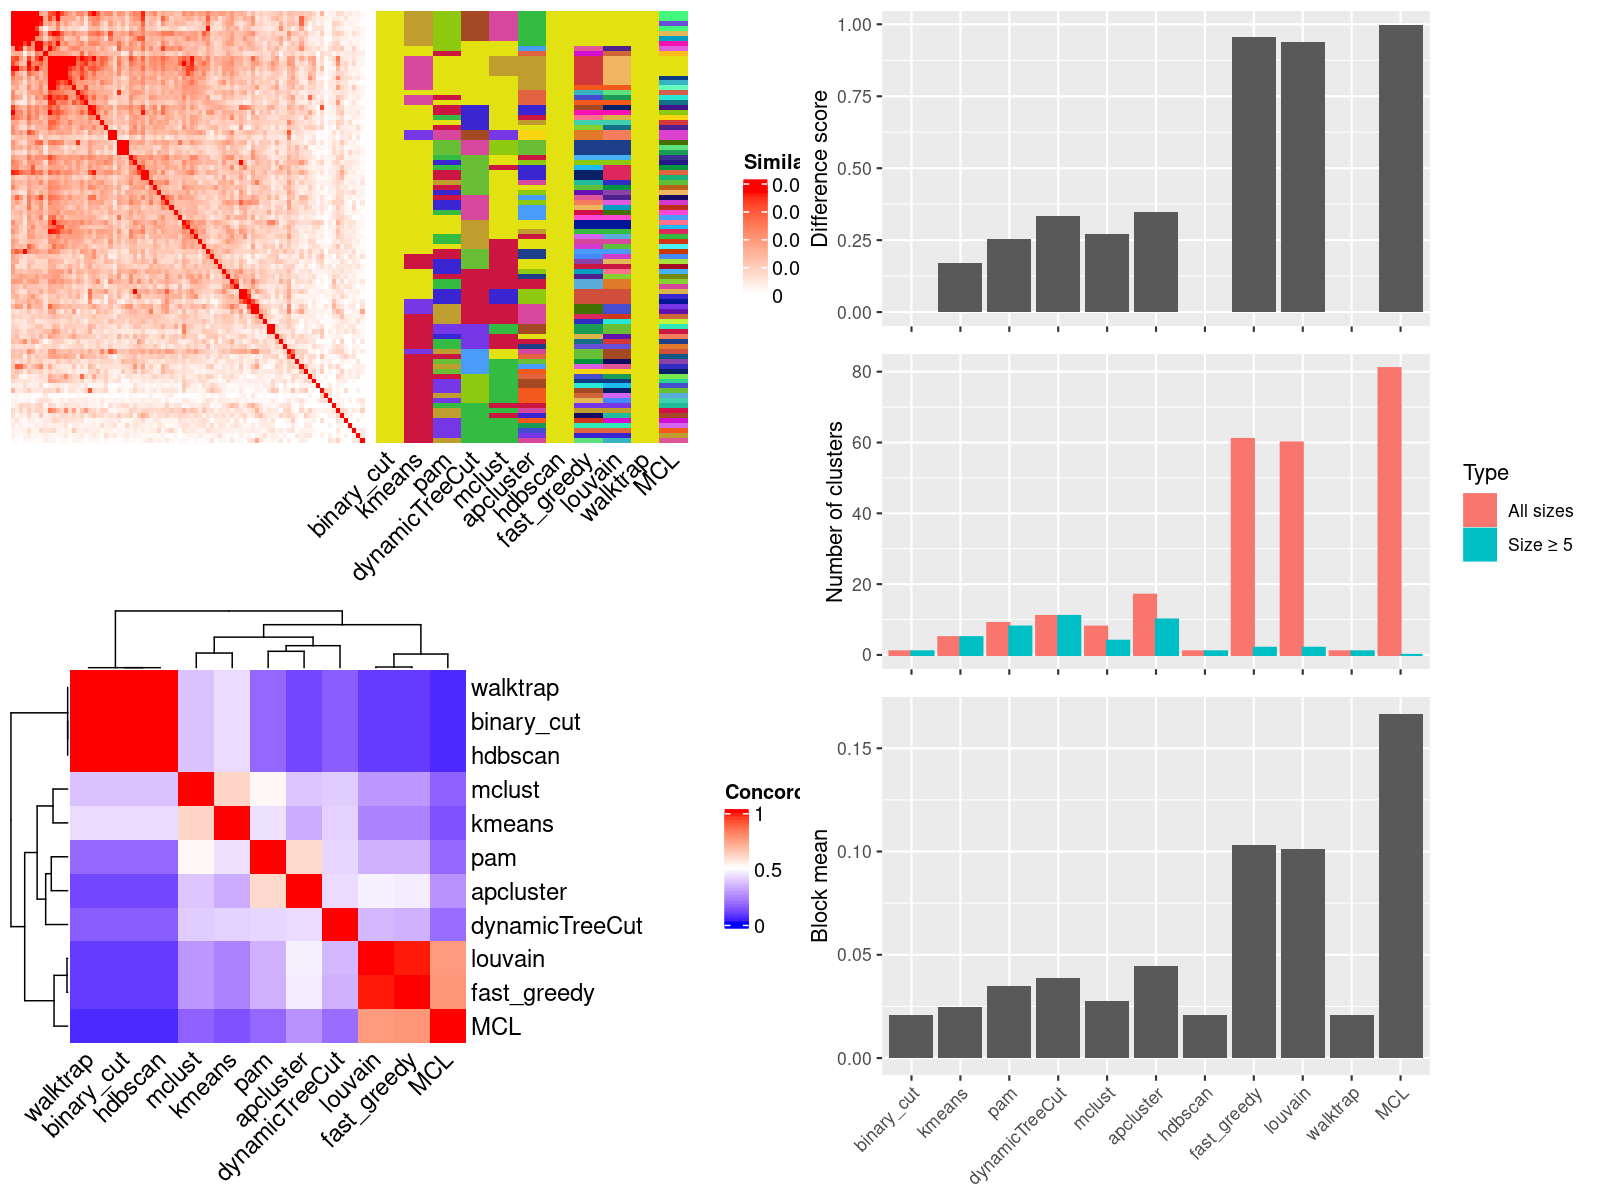 Simila
0.0
0.0
0.0
0.0
0
binary_cut
kmeans
pam
dynamicTreeCut
mclust
apcluster
hdbscan
fast_greedy
louvain
walktrap
MCL
walktrap
binary_cut
hdbscan
mclust
kmeans
pam
apcluster
dynamicTreeCut
louvain
fast_greedy
MCL
walktrap
binary_cut
hdbscan
mclust
kmeans
pam
apcluster
dynamicTreeCut
louvain
fast_greedy
MCL
Concord
1
0.5
0
Difference score
1.00
0.75
0.50
0.25
0.00
Number of clusters
80
60
40
20
0
Type
All sizes
Size ≥ 5
Block mean
0.15
0.10
0.05
0.00
binary_cut
kmeans
pam
dynamicTreeCut
mclust
apcluster
hdbscan
fast_greedy
louvain
walktrap
MCL